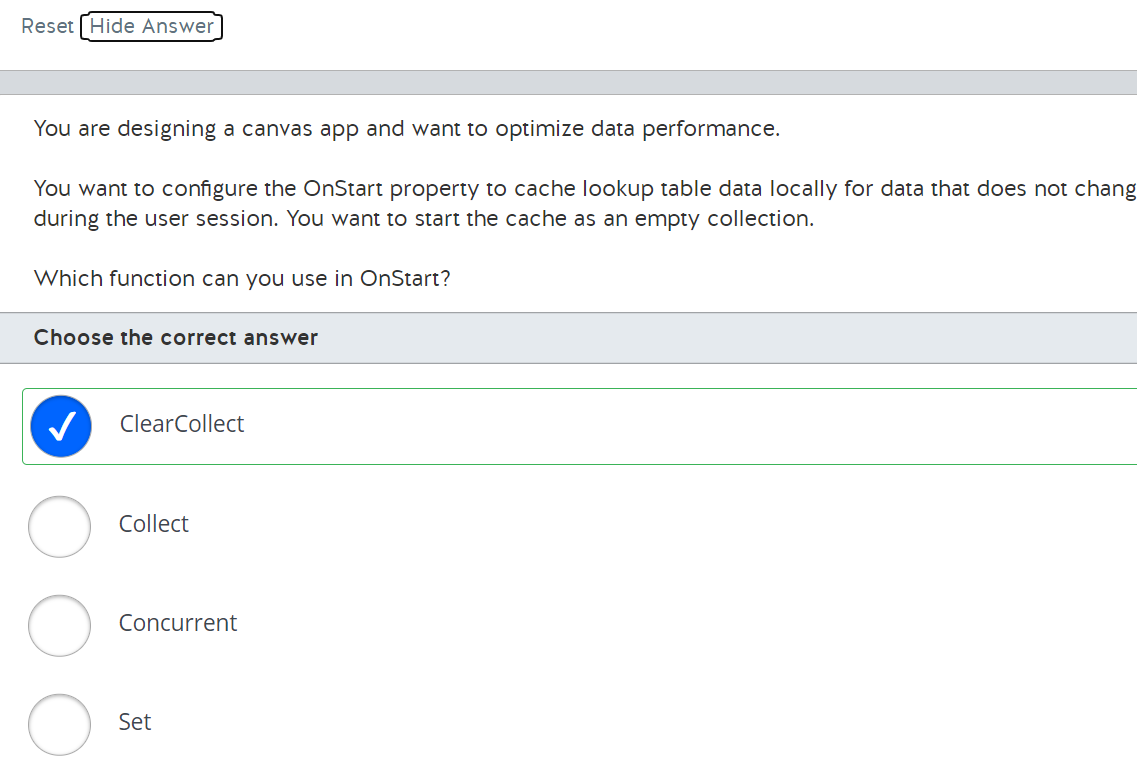 Reset Hide Answer
You are designing a canvas app and want to optimize data performance.
You want to configure the OnStart property to cache lookup table data locally for data that does not chang
during the user session. You want to start the cache as an empty collection.
Which function can you use in OnStart?
Choose the correct answer
ClearCollect
Collect
Concurrent
Set